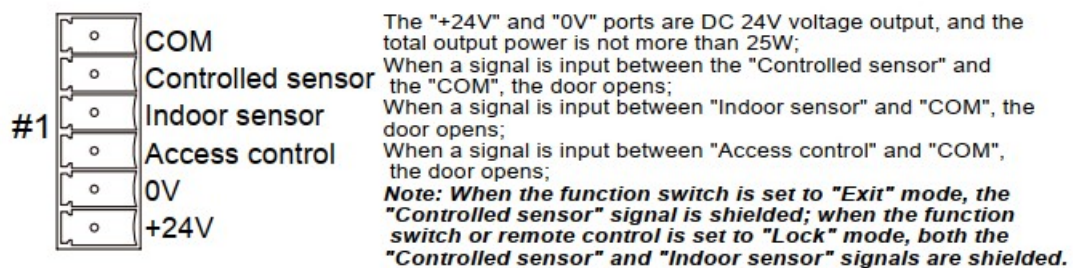 #1
COM
Controlled sensor
Indoor sensor
Access control
0V
+24V
The "+24V" and "0V" ports are DC 24V voltage output, and the
total output power is not more than 25W;
When a signal is input between the "Controlled sensor" and
the "COM", the door opens;
When a signal is input between "Indoor sensor" and "COM", the
door opens;
When a signal is input between "Access control" and "COM",
the door opens;
Note: When the function switch is set to "Exit" mode, the
"Controlled sensor" signal is shielded; when the function
switch or remote control is set to "Lock" mode, both the
"Controlled sensor" and "Indoor sensor" signals are shielded.